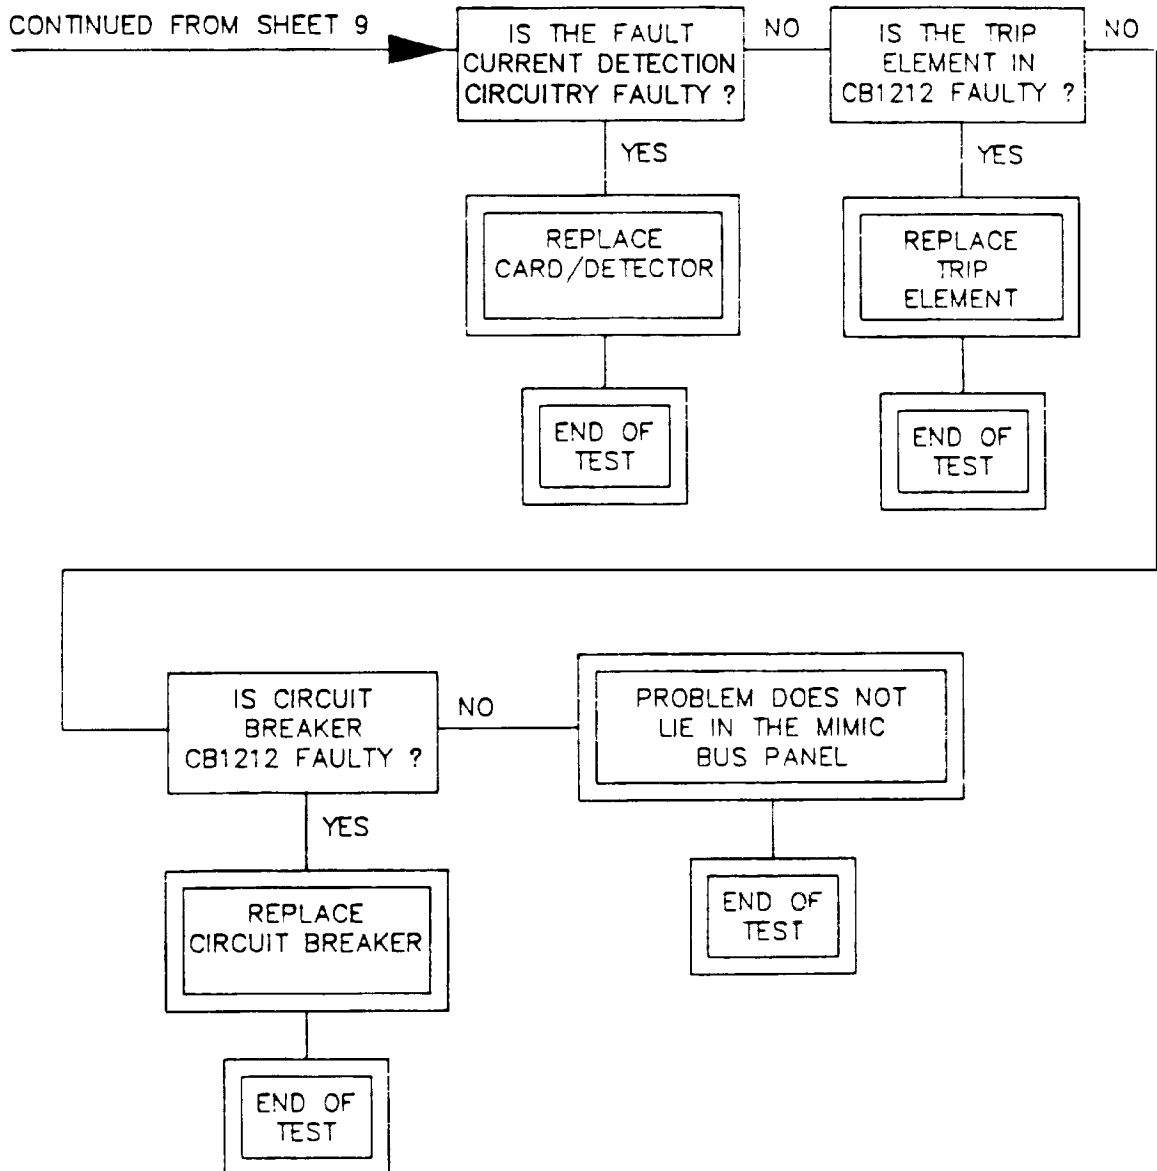 CONTINUED FROM SHEET 9
IS THE FAULT
CURRENT DETECTION
CIRCUITRY FAULTY ?
NO
IS THE TRIP
ELEMENT IN
CB1212 FAULTY ?
NO
YES
YES
REPLACE
CARD/DETECTOR
REPLACE
TRIP
ELEMENT
END OF
TEST
END OF
TEST
IS CIRCUIT
BREAKER
CB1212 FAULTY ?
NO
PROBLEM DOES NOT
LIE IN THE MIMIC
BUS PANEL
YES
REPLACE
CIRCUIT BREAKER
END OF
TEST
END OF
TEST